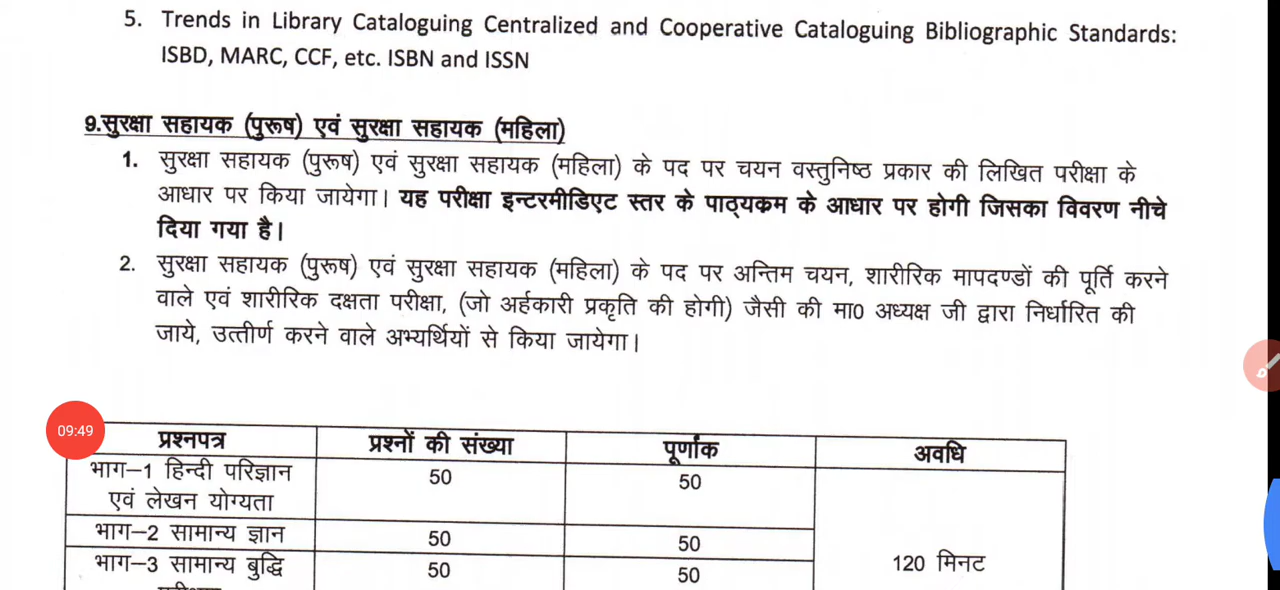 5. Trends in Library Cataloguing Centralized and Cooperative Cataloguing Bibliographic Standards:
ISBD, MARC, CCF, etc. ISBN and ISSN
9.सुरक्षा सहायक (पुरूष) एवं सुरक्षा सहायक (महिला)
1. सुरक्षा सहायक (पुरूष) एवं सुरक्षा सहायक (महिला) के पद पर चयन वस्तुनिष्ठ प्रकार की लिखित परीक्षा के
आधार पर किया जायेगा। यह परीक्षा इन्टरमीडिएट स्तर के पाठ्यक्रम के आधार पर होगी जिसका विवरण नीचे
दिया गया है।
2. सुरक्षा सहायक (पुरूष) एवं सुरक्षा सहायक (महिला) के पद पर अन्तिम चयन, शारीरिक मापदण्डों की पूर्ति करने
वाले एवं शारीरिक दक्षता परीक्षा, (जो अर्हकारी प्रकृति की होगी) जैसी की मा0 अध्यक्ष जी द्वारा निर्धारित की
जाये, उत्तीर्ण करने वाले अभ्यर्थियों से किया जायेगा।
09:49
प्रश्नपत्र प्रश्नों की संख्या पूर्णांक अवधि
भाग–1 हिन्दी परिज्ञान 50 50
एवं लेखन योग्यता
भाग–2 सामान्य ज्ञान 50 50
भाग–3 सामान्य बुद्धि 50 50 120 मिनट